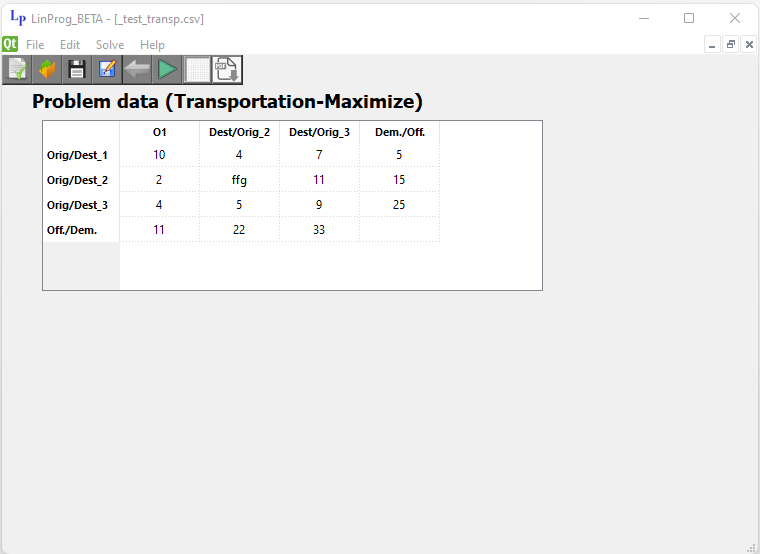 LP LinProg_BETA - [_test_transp.csv]
Qt File Edit Solve Help
Problem data (Transportation-Maximize)
O1 Dest/Orig_2 Dest/Orig_3 Dem./Off.
Orig/Dest_1 10 4 7 5
Orig/Dest_2 2 ffg 11 15
Orig/Dest_3 4 5 9 25
Off./Dem. 11 22 33